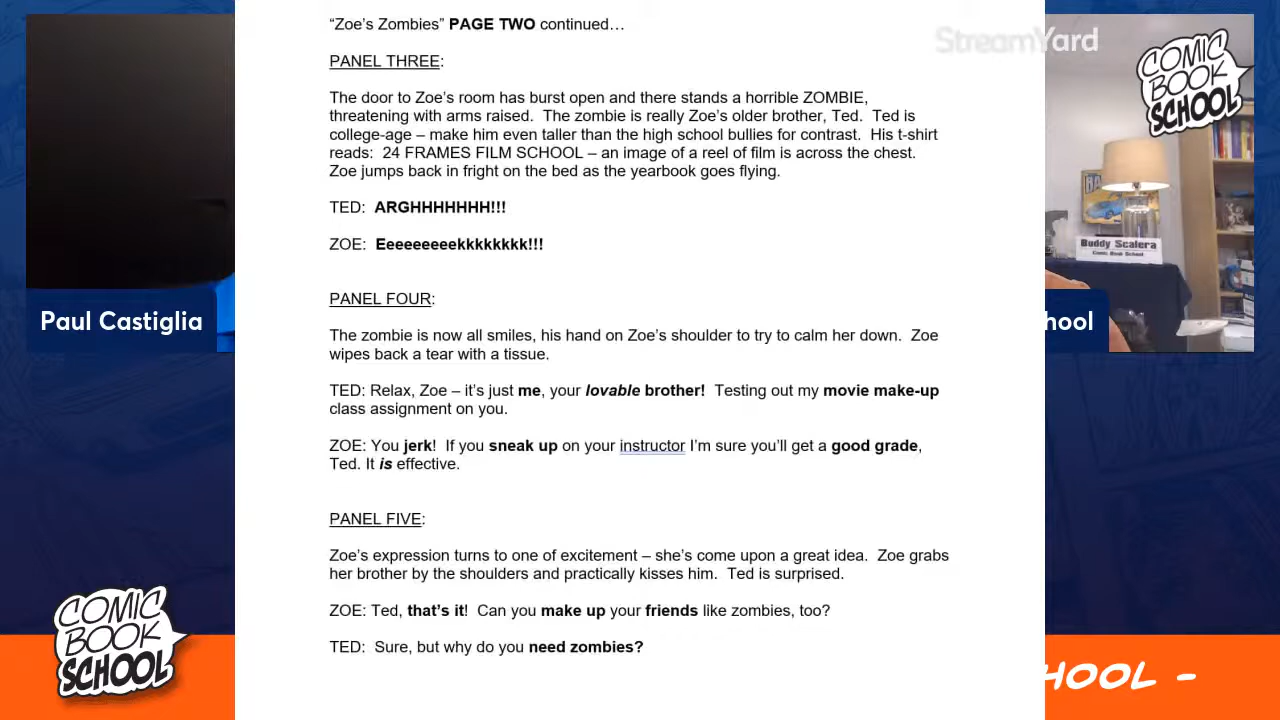 “Zoe’s Zombies” PAGE TWO continued…
PANEL THREE:
The door to Zoe’s room has burst open and there stands a horrible ZOMBIE,
threatening with arms raised.  The zombie is really Zoe’s older brother, Ted.  Ted is
college-age – make him even taller than the high school bullies for contrast.  His t-shirt
reads:  24 FRAMES FILM SCHOOL – an image of a reel of film is across the chest.
Zoe jumps back in fright on the bed as the yearbook goes flying.
TED:  ARGHHHHHHH!!!
ZOE:  Eeeeeeeeekkkkkkkk!!!
PANEL FOUR:
The zombie is now all smiles, his hand on Zoe’s shoulder to try to calm her down.  Zoe
wipes back a tear with a tissue.
TED: Relax, Zoe – it’s just me, your lovable brother!  Testing out my movie make-up
class assignment on you.
ZOE: You jerk!  If you sneak up on your instructor I’m sure you’ll get a good grade,
Ted. It is effective.
PANEL FIVE:
Zoe’s expression turns to one of excitement – she’s come upon a great idea.  Zoe grabs
her brother by the shoulders and practically kisses him.  Ted is surprised.
ZOE: Ted, that’s it!  Can you make up your friends like zombies, too?
TED:  Sure, but why do you need zombies?
Paul Castiglia
StreamYard
COMIC
BOOK
SCHOOL
Buddy Scalera
Comic Book School
hool
COMIC
BOOK
SCHOOL
HOOL -